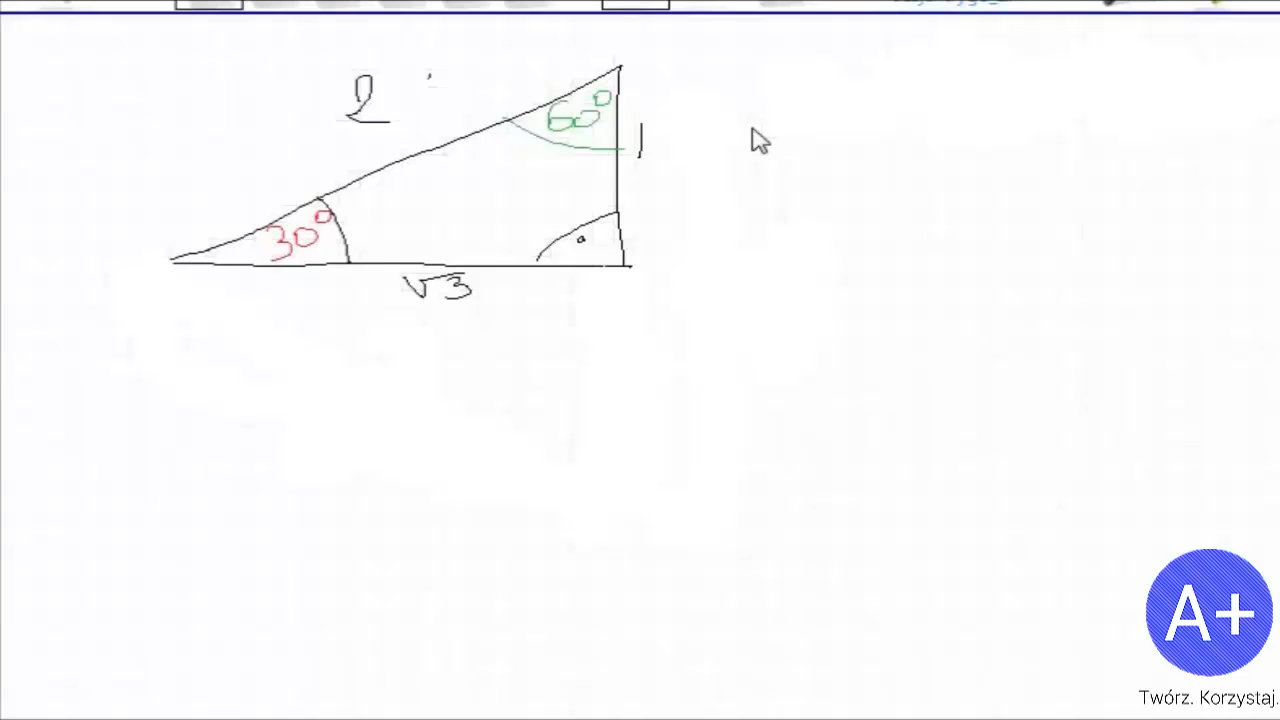 2
60°
1
30°
√3
A+
Twórz. Korzystaj.